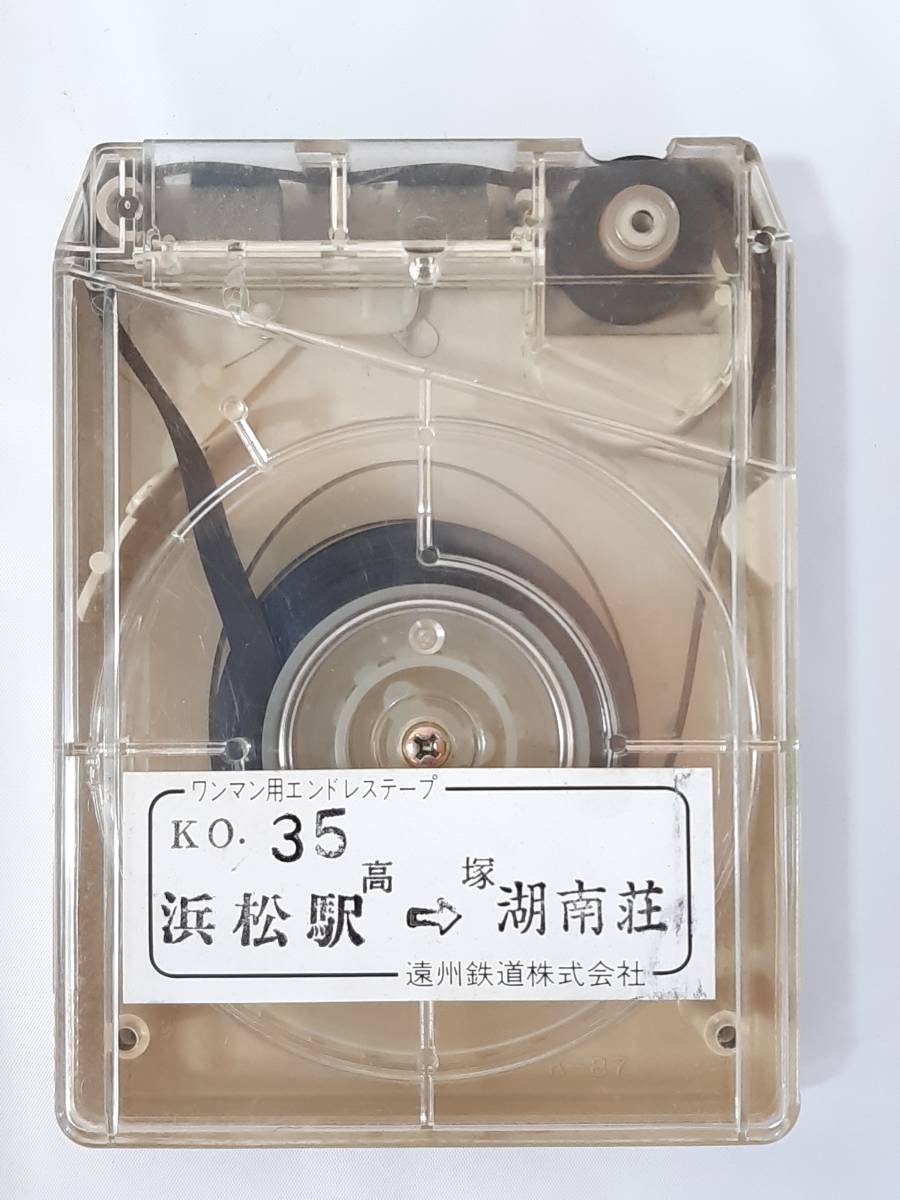 ワンマン用エンドレステープ
KO. 35
高塚
浜松駅 ⇨ 湖南荘
遠州鉄道株式会社
K-87